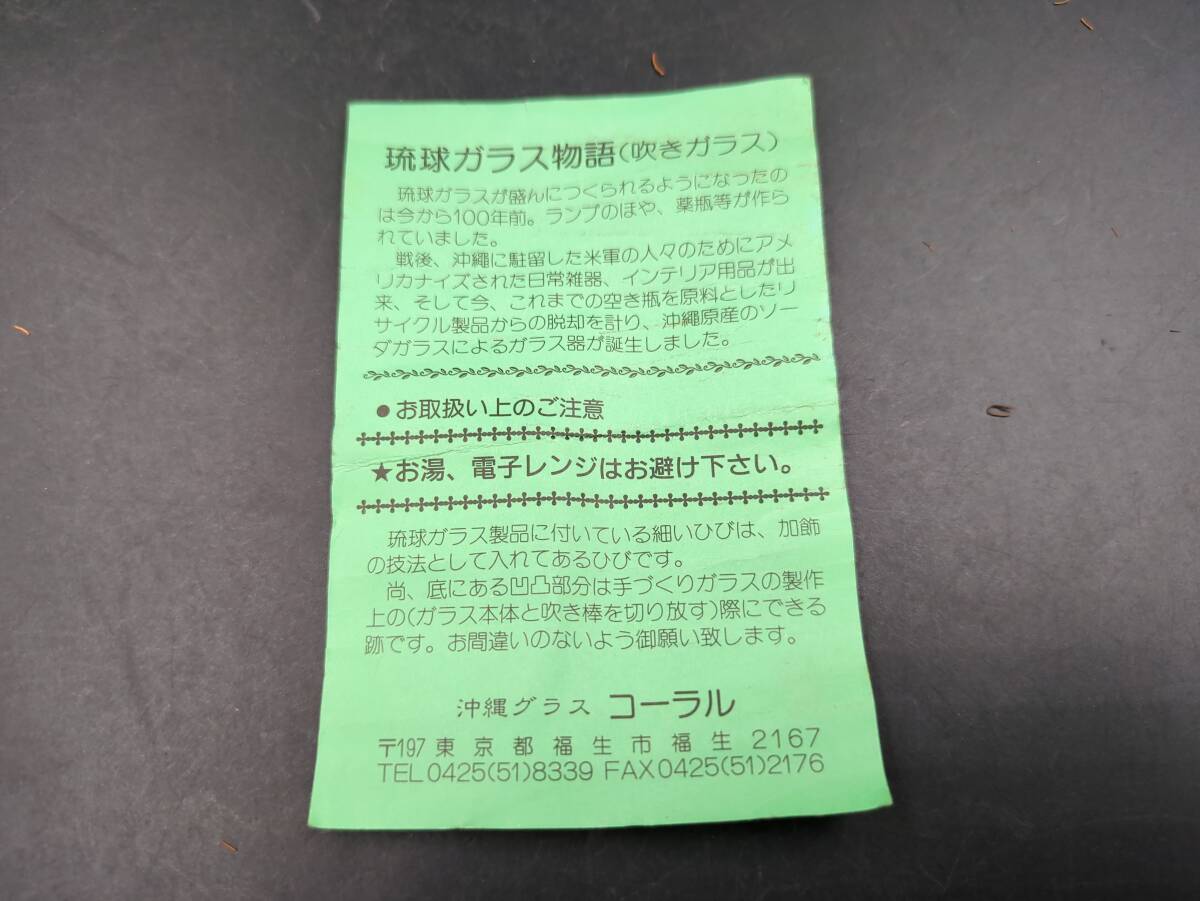 琉球ガラス物語(吹きガラス)
琉球ガラスが盛んにつくられるようになったの
は今から100年前。ランプのほや、薬瓶等が作ら
れていました。
戦後、沖繩に駐留した米軍の人々のためにアメ
リカナイズされた日常雑器、インテリア用品が出
来、そして今、これまでの空き瓶を原料としたリ
サイクル製品からの脱却を計り、沖繩原産のソー
ダガラスによるガラス器が誕生しました。
●お取扱い上のご注意
★お湯、電子レンジはお避け下さい。
琉球ガラス製品に付いている細いひびは、加飾
の技法として入れてあるひびです。
尚、底にある凹凸部分は手づくりガラスの製作
上の(ガラス本体と吹き棒を切り放す)際にできる
跡です。お間違いのないよう御願い致します。
沖縄グラス コーラル
〒197 東京都福生市福生2167
TEL0425(51)8339 FAX0425(51)2176